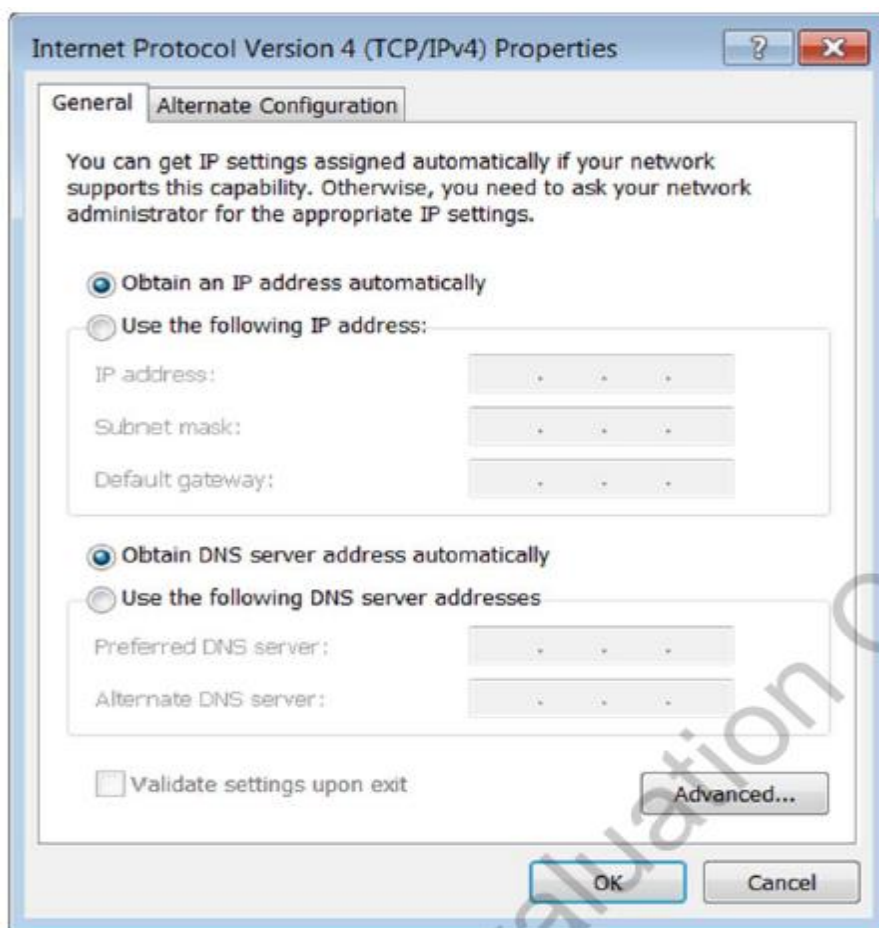 Internet Protocol Version 4 (TCP/IPv4) Properties
?
General
Alternate Configuration
You can get IP settings assigned automatically if your network
supports this capability. Otherwise, you need to ask your network
administrator for the appropriate IP settings.
Obtain an IP address automatically
Use the following IP address:
IP address:
Subnet mask:
Default gateway:
Obtain DNS server address automatically
Use the following DNS server addresses
Preferred DNS server:
Alternate DNS server:
Validate settings upon exit
Advanced...
OK
Cancel